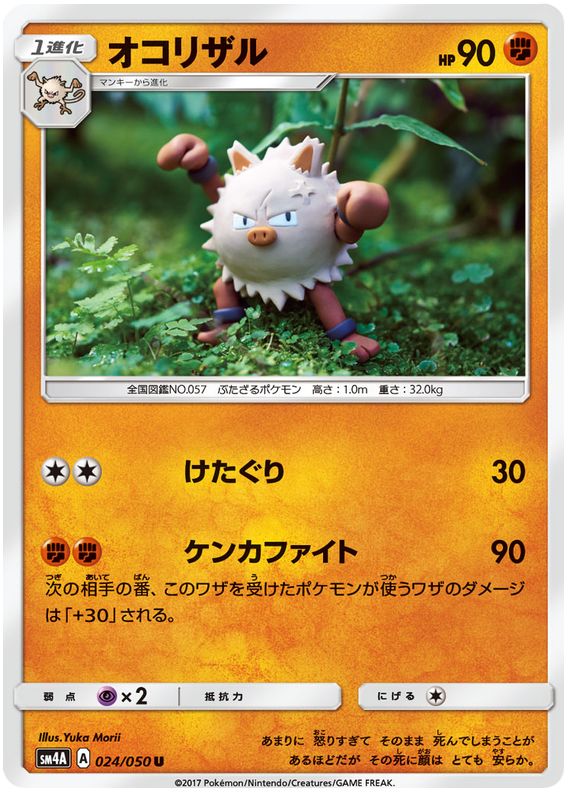 1進化
オコリザル
HP 90
マンキーから進化
全国図鑑NO.057 ぶたざるポケモン 高さ:1.0m 重さ:32.0kg
けたぐり 30
ケンカファイト 90
次の相手の番、このワザを受けたポケモンが使うワザのダメージ
は「+30」される。
弱点 ×2 抵抗力 にげる
Illus.Yuka Morii
SM4A A 024/050 U
あまりに 怒りすぎて そのまま 死んでしまうことが
あるほどだが その死に顔は とても 安らか。
©2017 Pokémon/Nintendo/Creatures/GAME FREAK.